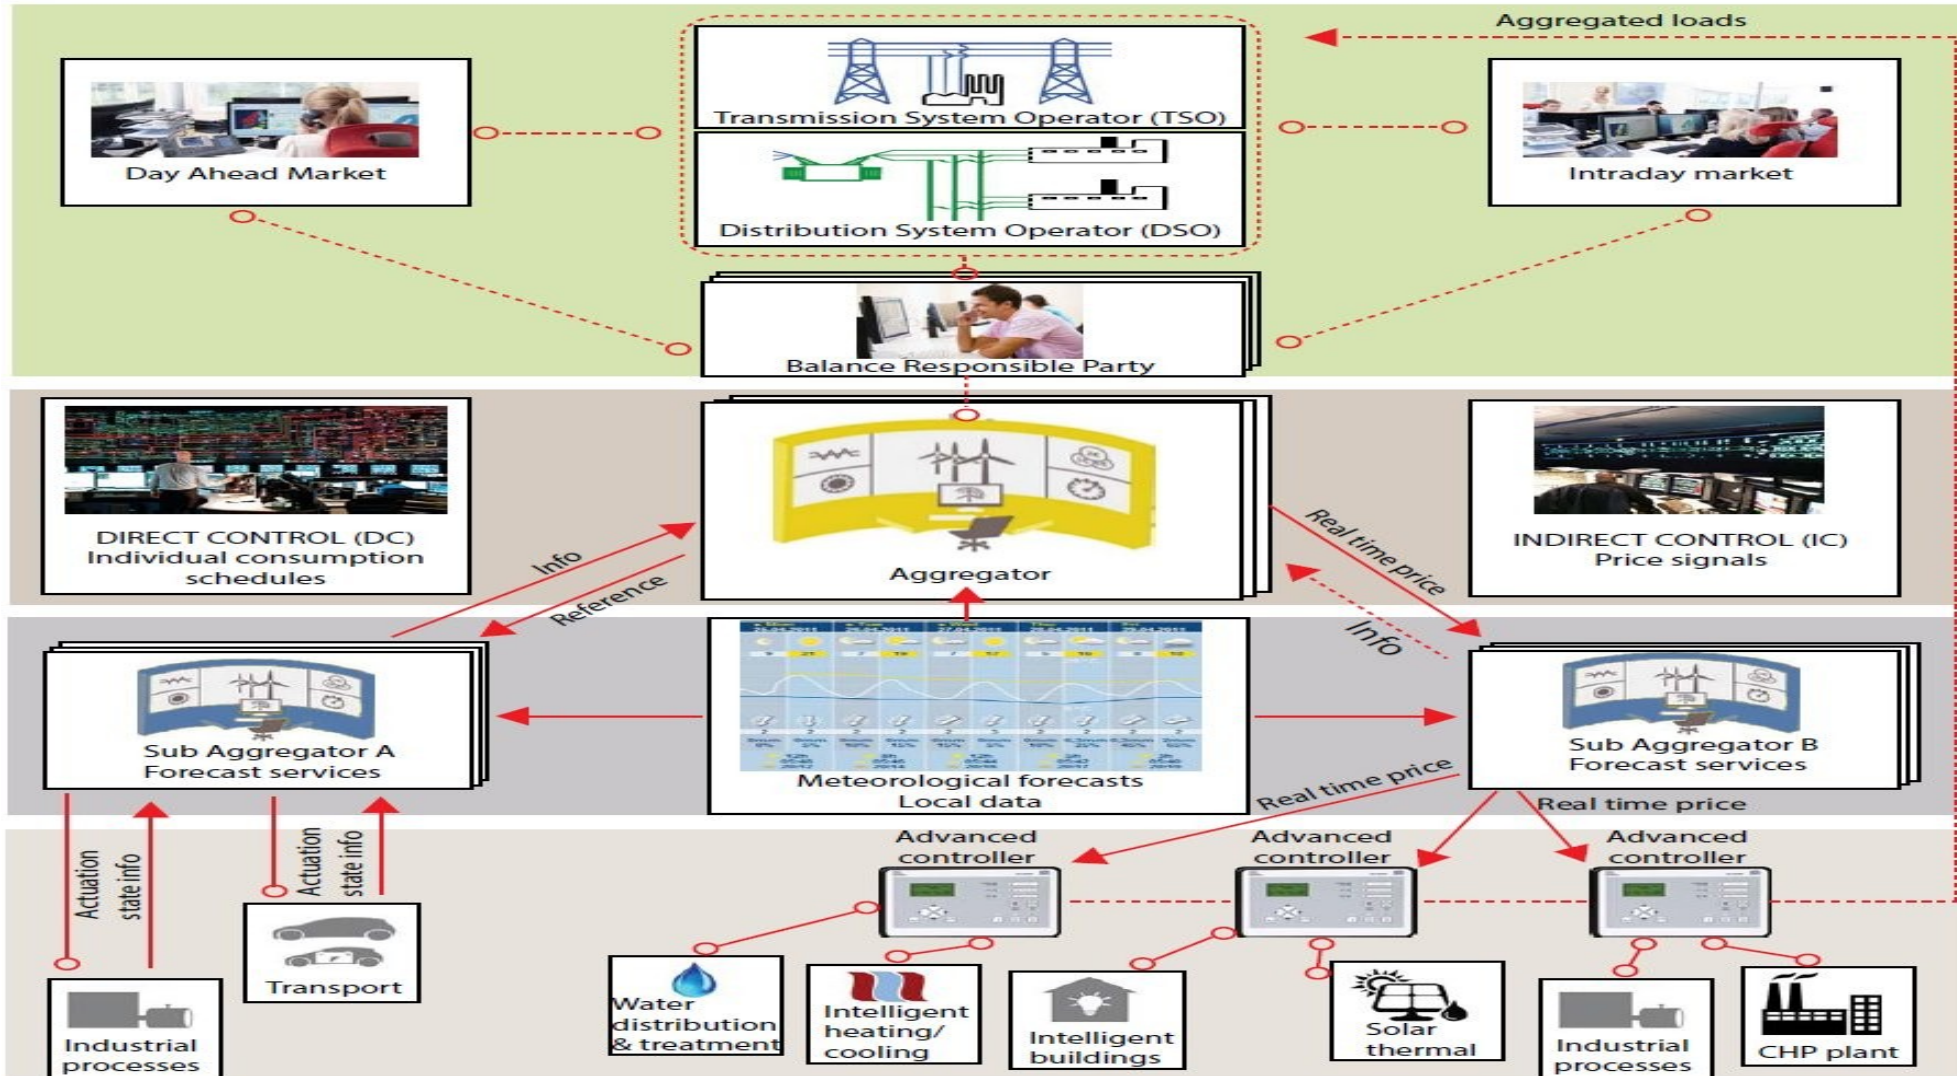 Aggregated loads
Transmission System Operator (TSO)
Day Ahead Market
Intraday market
Distribution System Operator (DSO)
Balance Responsible Party
DIRECT CONTROL (DC)
Individual consumption
schedules
Info
Reference
Aggregator
Real time price
Info
INDIRECT CONTROL (IC)
Price signals
Sub Aggregator A
Forecast services
Meteorological forecasts
Local data
Sub Aggregator B
Forecast services
Real time price
Real time price
Actuation
state info
Actuation
state info
Advanced
controller
Advanced
controller
Advanced
controller
Transport
Industrial
processes
Water
distribution
& treatment
Intelligent
heating/
cooling
Intelligent
buildings
Solar
thermal
Industrial
processes
CHP plant